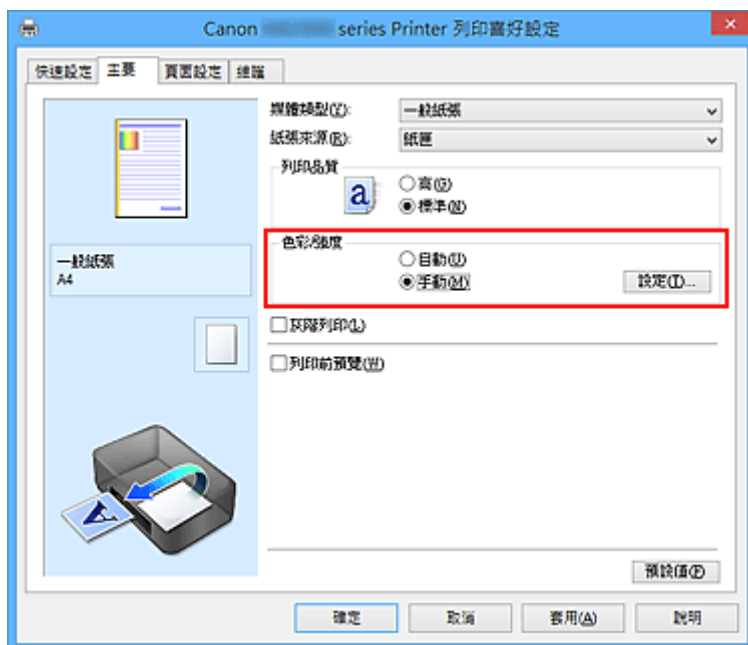 Canon series Printer 列印喜好設定
快速設定 主要 頁面設定 維護
媒體類型(Y): 一般紙張
紙張來源(R): 紙匣
列印品質
a
高(G)
標準(N)
色彩/強度
自動(U)
手動(M) 設定(T)...
一般紙張
A4
灰階列印(L)
列印前預覽(W)
A
預設值(F)
確定 取消 套用(A) 說明